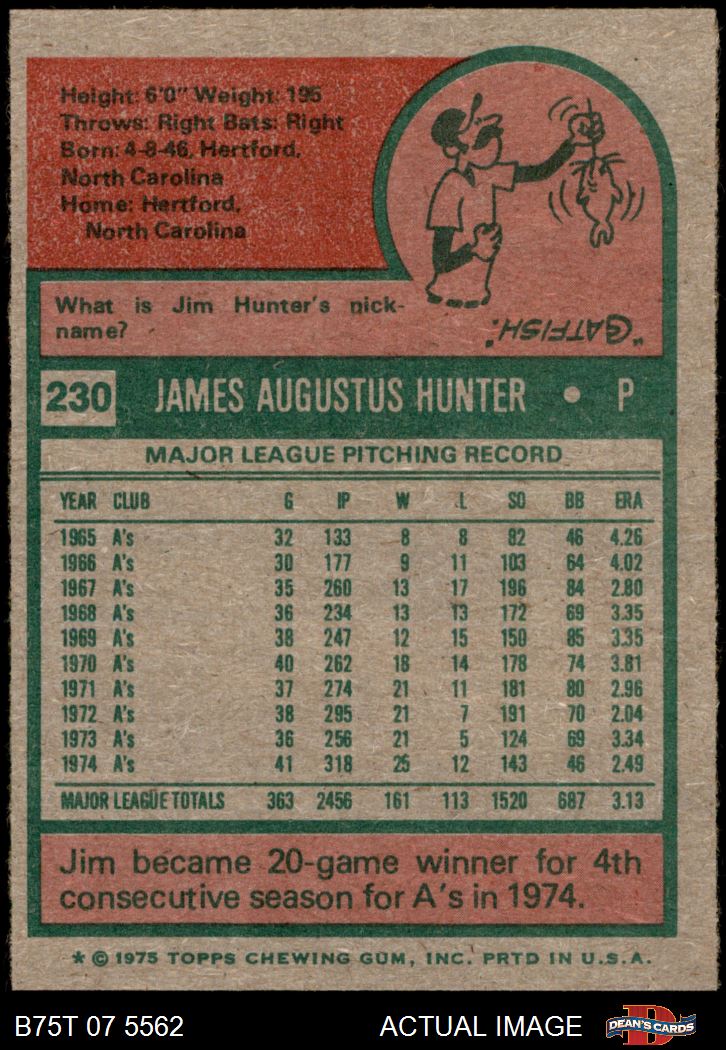 Height: 6'0" Weight: 195
Throws: Right Bats: Right
Born: 4-8-46, Hertford,
North Carolina
Home: Hertford,
North Carolina
What is Jim Hunter's nick-
name?
"CATFISH."
230 JAMES AUGUSTUS HUNTER • P
MAJOR LEAGUE PITCHING RECORD
YEAR CLUB G IP W L SO BB ERA
1965 A's 32 133 8 8 82 46 4.26
1966 A's 30 177 9 11 103 64 4.02
1967 A's 35 260 13 17 196 84 2.80
1968 A's 36 234 13 13 172 69 3.35
1969 A's 38 247 12 15 150 85 3.35
1970 A's 40 262 18 14 178 74 3.81
1971 A's 37 274 21 11 181 80 2.96
1972 A's 38 295 21 7 191 70 2.04
1973 A's 36 256 21 5 124 69 3.34
1974 A's 41 318 25 12 143 46 2.49
MAJOR LEAGUE TOTALS 363 2456 161 113 1520 687 3.13
Jim became 20-game winner for 4th
consecutive season for A's in 1974.
* © 1975 TOPPS CHEWING GUM, INC. PRTD IN U.S.A.
B75T 07 5562 ACTUAL IMAGE DEAN'S CARDS